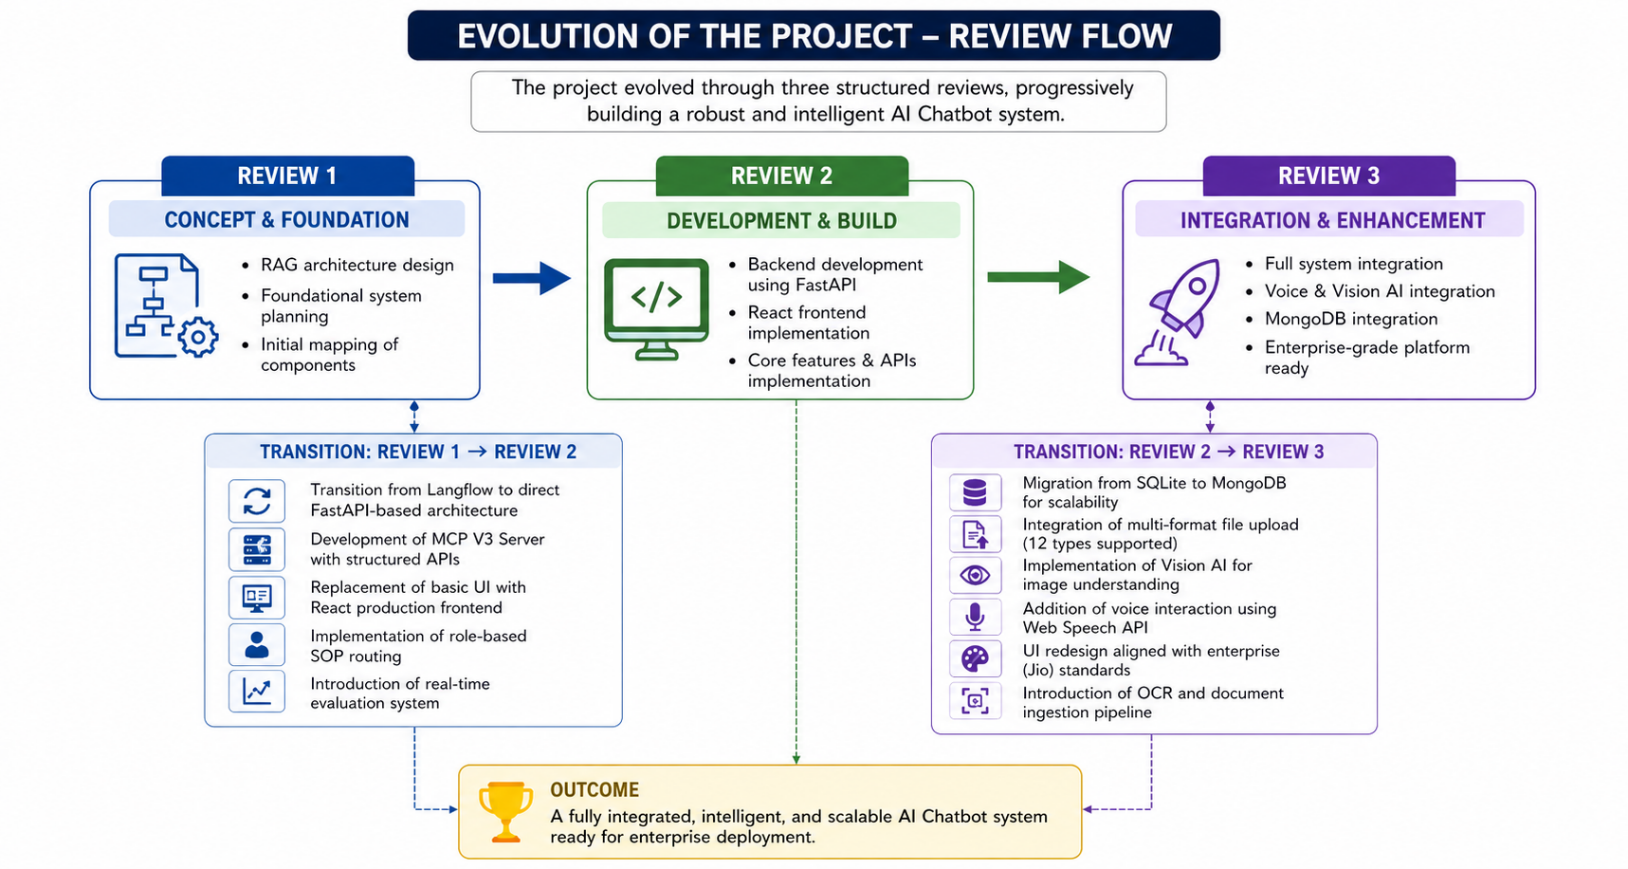 EVOLUTION OF THE PROJECT – REVIEW FLOW
The project evolved through three structured reviews, progressively
building a robust and intelligent AI Chatbot system.
REVIEW 1
CONCEPT & FOUNDATION
• RAG architecture design
• Foundational system
planning
• Initial mapping of
components
REVIEW 2
DEVELOPMENT & BUILD
</>
• Backend development
using FastAPI
• React frontend
implementation
• Core features & APIs
implementation
REVIEW 3
INTEGRATION & ENHANCEMENT
• Full system integration
• Voice & Vision AI integration
• MongoDB integration
• Enterprise-grade platform
ready
TRANSITION: REVIEW 1 → REVIEW 2
Transition from Langflow to direct
FastAPI-based architecture
Development of MCP V3 Server
with structured APIs
Replacement of basic UI with
React production frontend
Implementation of role-based
SOP routing
Introduction of real-time
evaluation system
TRANSITION: REVIEW 2 → REVIEW 3
Migration from SQLite to MongoDB
for scalability
Integration of multi-format file upload
(12 types supported)
Implementation of Vision AI for
image understanding
Addition of voice interaction using
Web Speech API
UI redesign aligned with enterprise
(Jio) standards
Introduction of OCR and document
ingestion pipeline
OUTCOME
A fully integrated, intelligent, and scalable AI Chatbot system
ready for enterprise deployment.